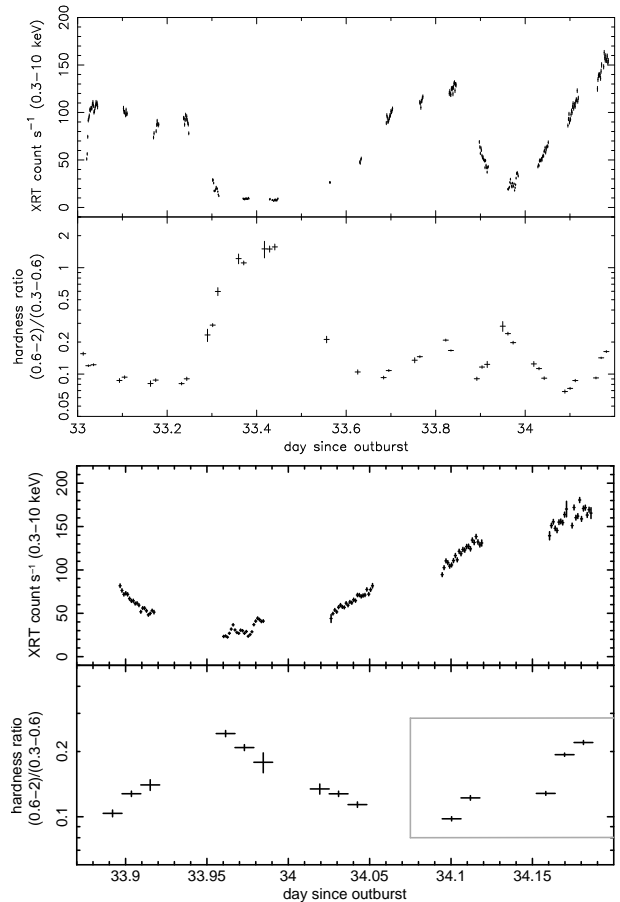 XRT count s⁻¹ (0.3−10 keV)
0 50 100 150 200
hardness ratio
(0.6−2)/(0.3−0.6)
0.05 0.1 0.2 0.5 1 2
33 33.2 33.4 33.6 33.8 34
day since outburst
XRT count s⁻¹ (0.3−10 keV)
0 50 100 150 200
hardness ratio
(0.6−2)/(0.3−0.6)
0.1 0.2
33.9 33.95 34 34.05 34.1 34.15
day since outburst